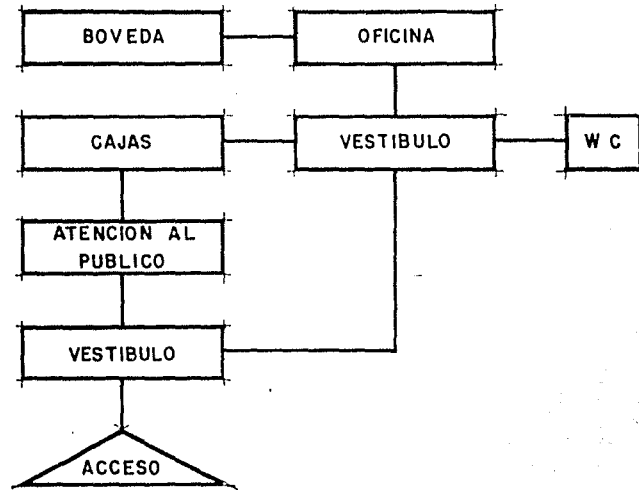 BOVEDA
OFICINA
CAJAS
VESTIBULO
W C
ATENCION AL
PUBLICO
VESTIBULO
ACCESO